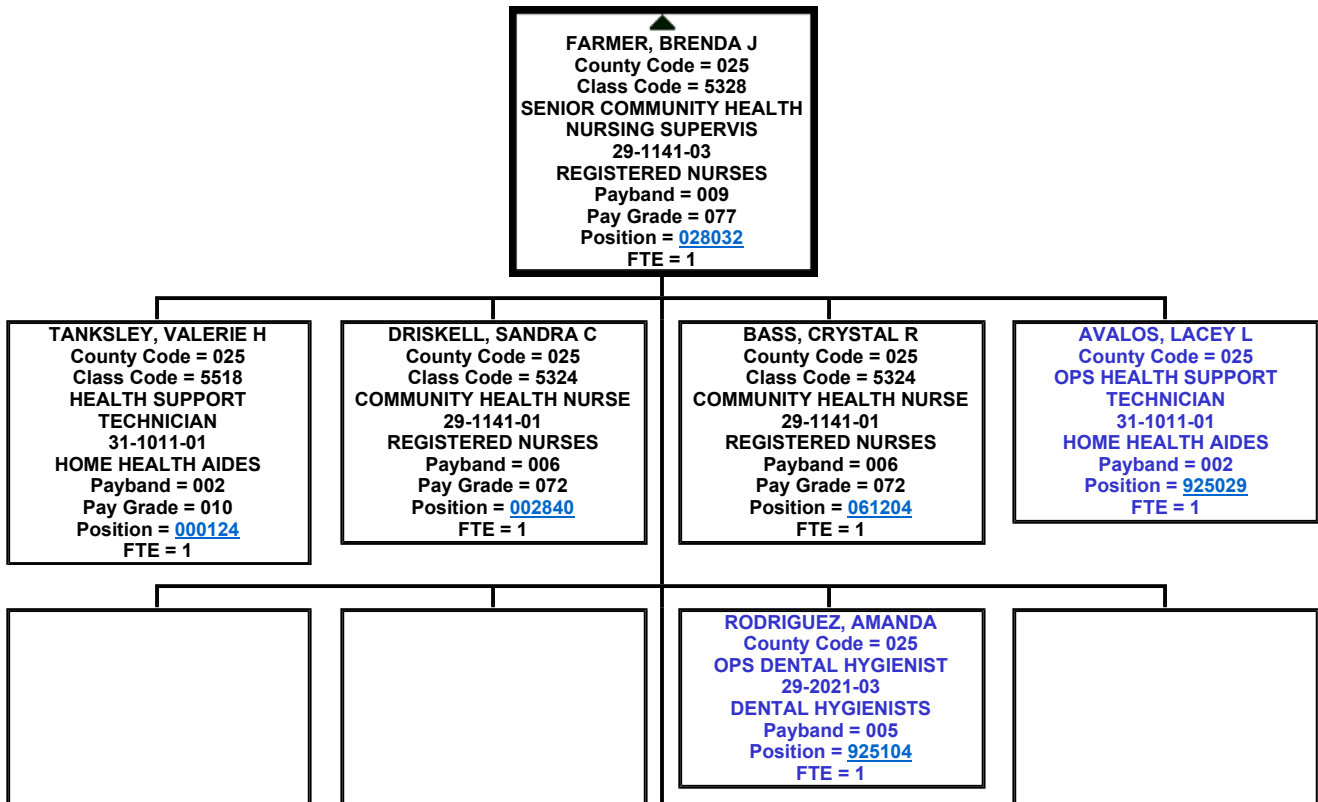 FARMER, BRENDA J
County Code = 025
Class Code = 5328
SENIOR COMMUNITY HEALTH
NURSING SUPERVIS
29-1141-03
REGISTERED NURSES
Payband = 009
Pay Grade = 077
Position = 028032
FTE = 1
TANKSLEY, VALERIE H
County Code = 025
Class Code = 5518
HEALTH SUPPORT
TECHNICIAN
31-1011-01
HOME HEALTH AIDES
Payband = 002
Pay Grade = 010
Position = 000124
FTE = 1
DRISKELL, SANDRA C
County Code = 025
Class Code = 5324
COMMUNITY HEALTH NURSE
29-1141-01
REGISTERED NURSES
Payband = 006
Pay Grade = 072
Position = 002840
FTE = 1
BASS, CRYSTAL R
County Code = 025
Class Code = 5324
COMMUNITY HEALTH NURSE
29-1141-01
REGISTERED NURSES
Payband = 006
Pay Grade = 072
Position = 061204
FTE = 1
AVALOS, LACEY L
County Code = 025
OPS HEALTH SUPPORT
TECHNICIAN
31-1011-01
HOME HEALTH AIDES
Payband = 002
Position = 925029
FTE = 1
RODRIGUEZ, AMANDA
County Code = 025
OPS DENTAL HYGIENIST
29-2021-03
DENTAL HYGIENISTS
Payband = 005
Position = 925104
FTE = 1